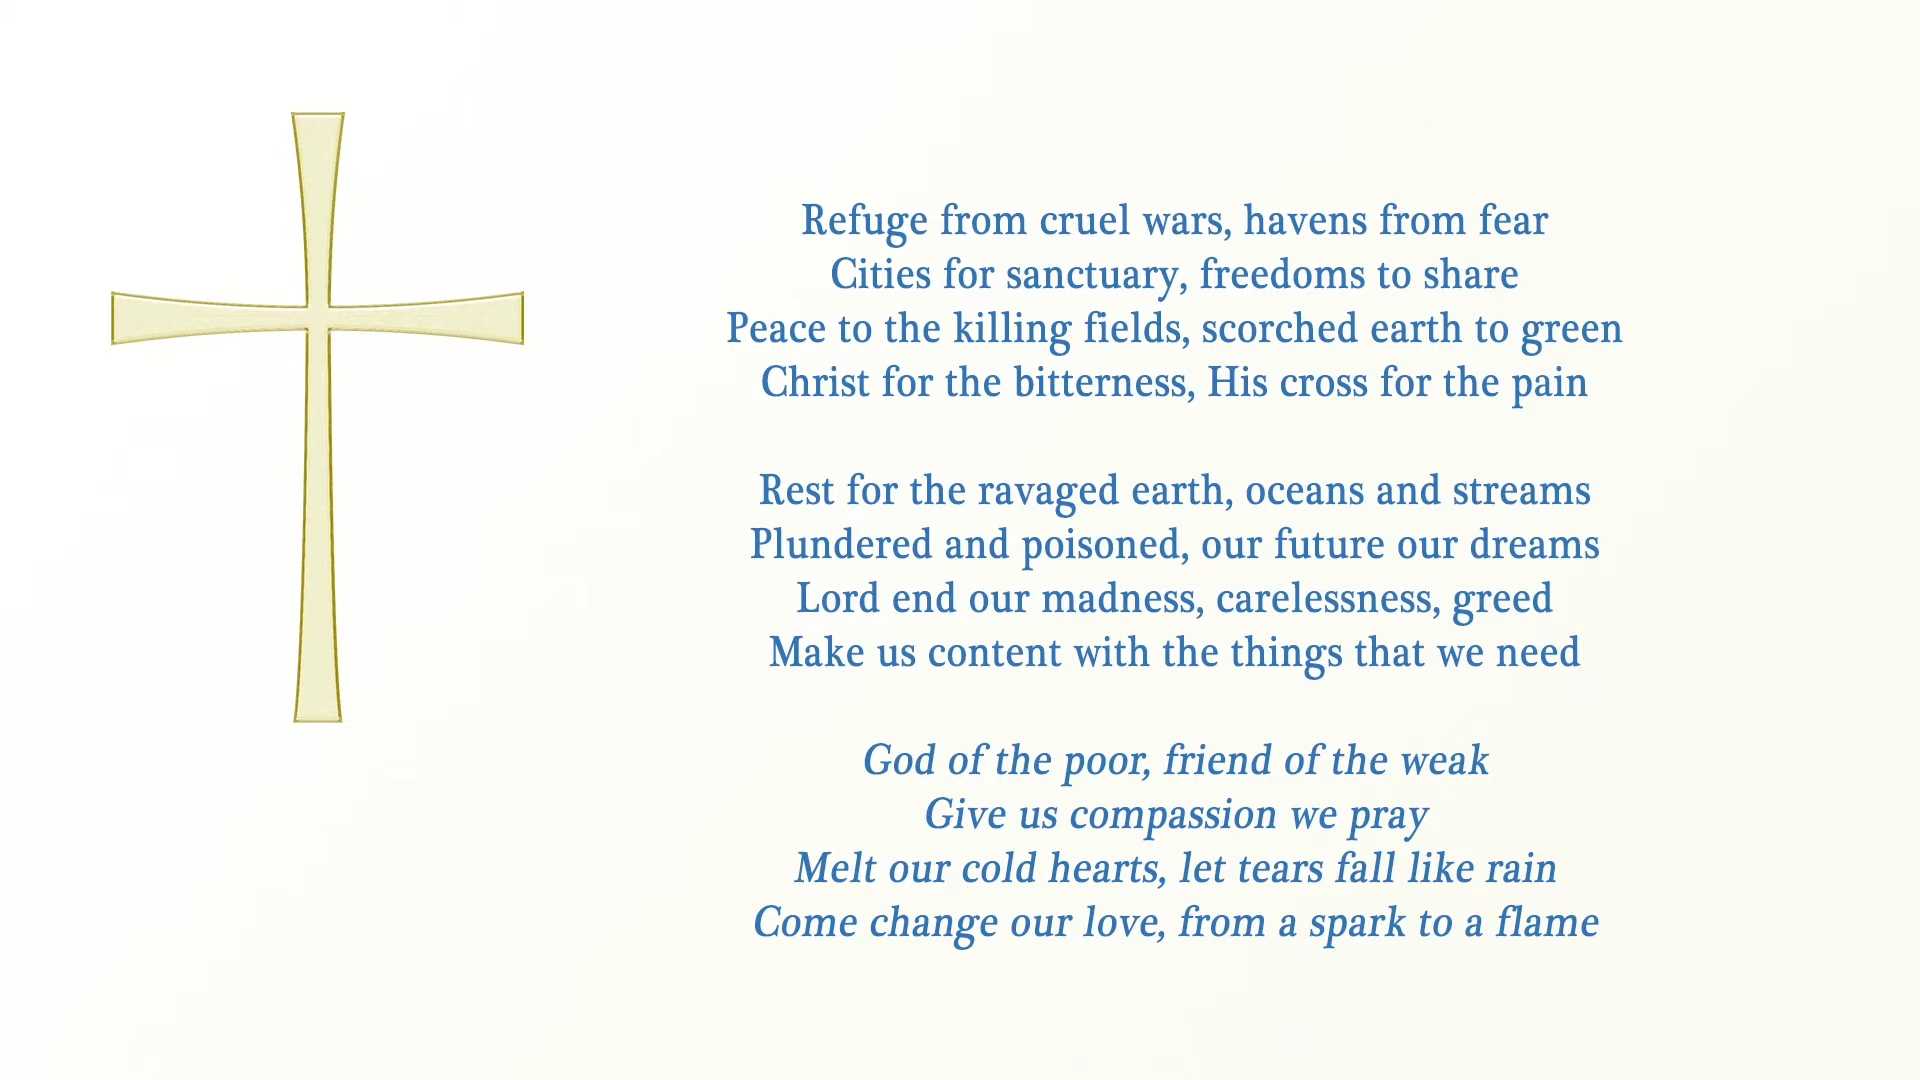 Refuge from cruel wars, havens from fear
Cities for sanctuary, freedoms to share
Peace to the killing fields, scorched earth to green
Christ for the bitterness, His cross for the pain
Rest for the ravaged earth, oceans and streams
Plundered and poisoned, our future our dreams
Lord end our madness, carelessness, greed
Make us content with the things that we need
God of the poor, friend of the weak
Give us compassion we pray
Melt our cold hearts, let tears fall like rain
Come change our love, from a spark to a flame